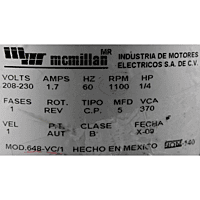 mcmillan MR
INDUSTRIA DE MOTORES
ELECTRICOS S.A. DE C.V.
VOLTS AMPS HZ RPM HP
208-230 1.7 60 1100 1/4
FASES ROT. TIPO MFD VCA
1 REV C.P. 5 370
VEL P.T. CLASE FECHA
1 AUT B X-09
MOD. 648-VC/1 HECHO EN MEXICO